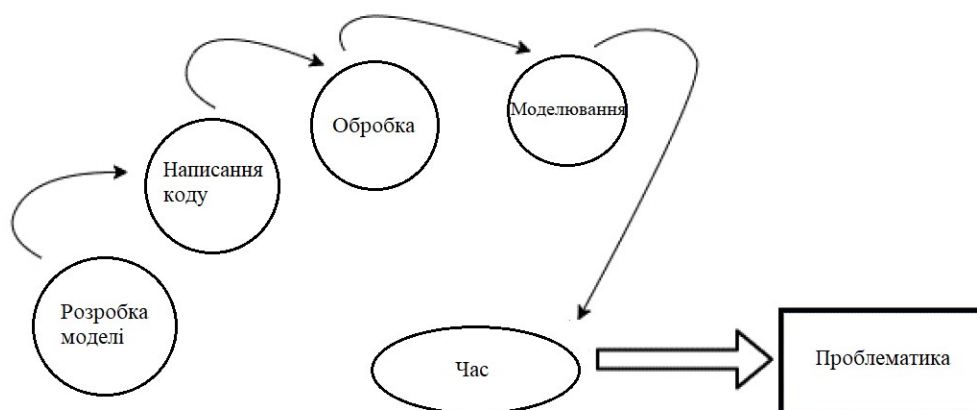 Розробка
моделі
Написання
коду
Обробка
Моделювання
Час
Проблематика